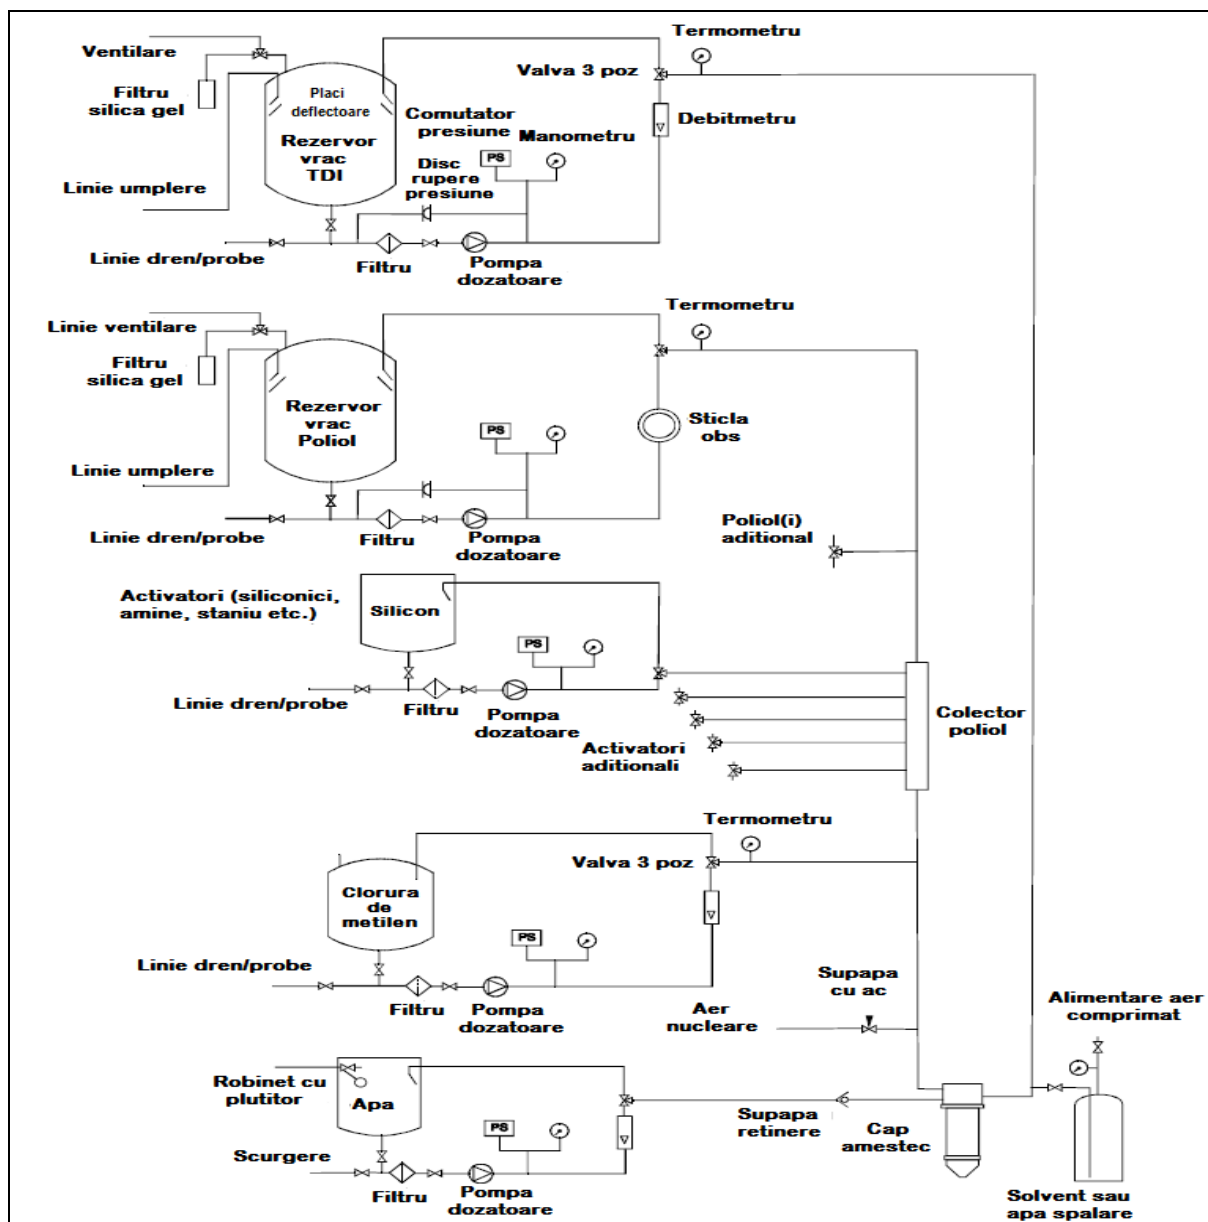 Termometru
Ventilare
Valva 3 poz
Filtru
silica gel
Placi
deflectoare
Rezervor
vrac
TDI
Comutator
presiune
Manometru
Debitmetru
PS
Disc
rupere
presiune
Linie umplere
Linie dren/probe
Filtru
Pompa
dozatoare
Termometru
Linie ventilare
Filtru
silica gel
Rezervor
vrac
Poliol
PS
Sticla
obs
Linie umplere
Linie dren/probe
Filtru
Pompa
dozatoare
Poliol(i)
aditional
Activatori (siliconici,
amine, staniu etc.)
Silicon
PS
Linie dren/probe
Filtru
Pompa
dozatoare
Activatori
aditionali
Colector
poliol
Termometru
Valva 3 poz
Clorura
de
metilen
PS
Linie dren/probe
Filtru
Pompa
dozatoare
Aer
nucleare
Supapa
cu ac
Alimentare aer
comprimat
Robinet cu
plutitor
Apa
PS
Supapa
retinere
Cap
amestec
Scurgere
Filtru
Pompa
dozatoare
Solvent sau
apa spalare